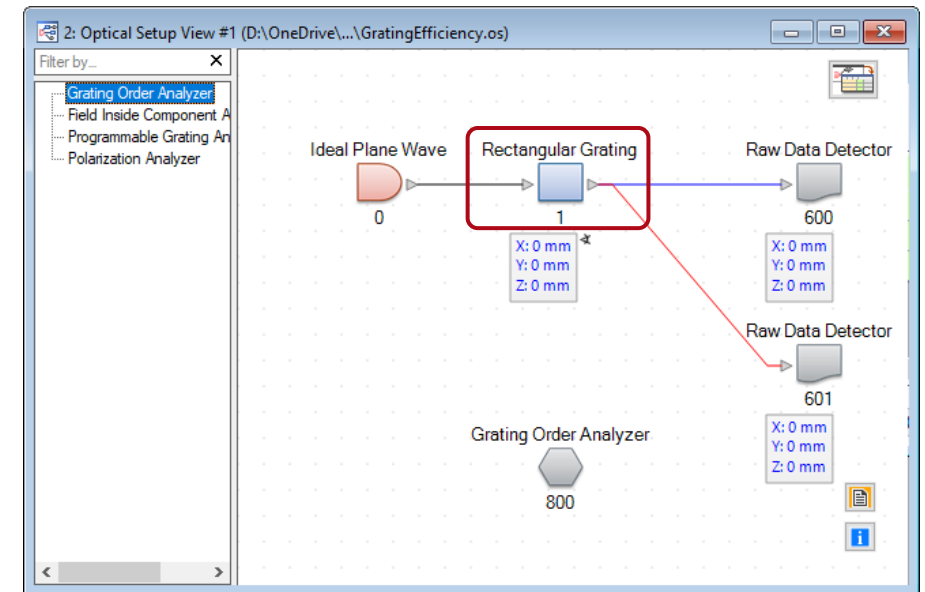 2: Optical Setup View #1 (D:\OneDrive\...\GratingEfficiency.os)
Filter by...
Grating Order Analyzer
Field Inside Component A
Programmable Grating An
Polarization Analyzer
Ideal Plane Wave
Rectangular Grating
Raw Data Detector
0
1
600
X: 0 mm
Y: 0 mm
Z: 0 mm
X: 0 mm
Y: 0 mm
Z: 0 mm
Raw Data Detector
601
X: 0 mm
Y: 0 mm
Z: 0 mm
Grating Order Analyzer
800